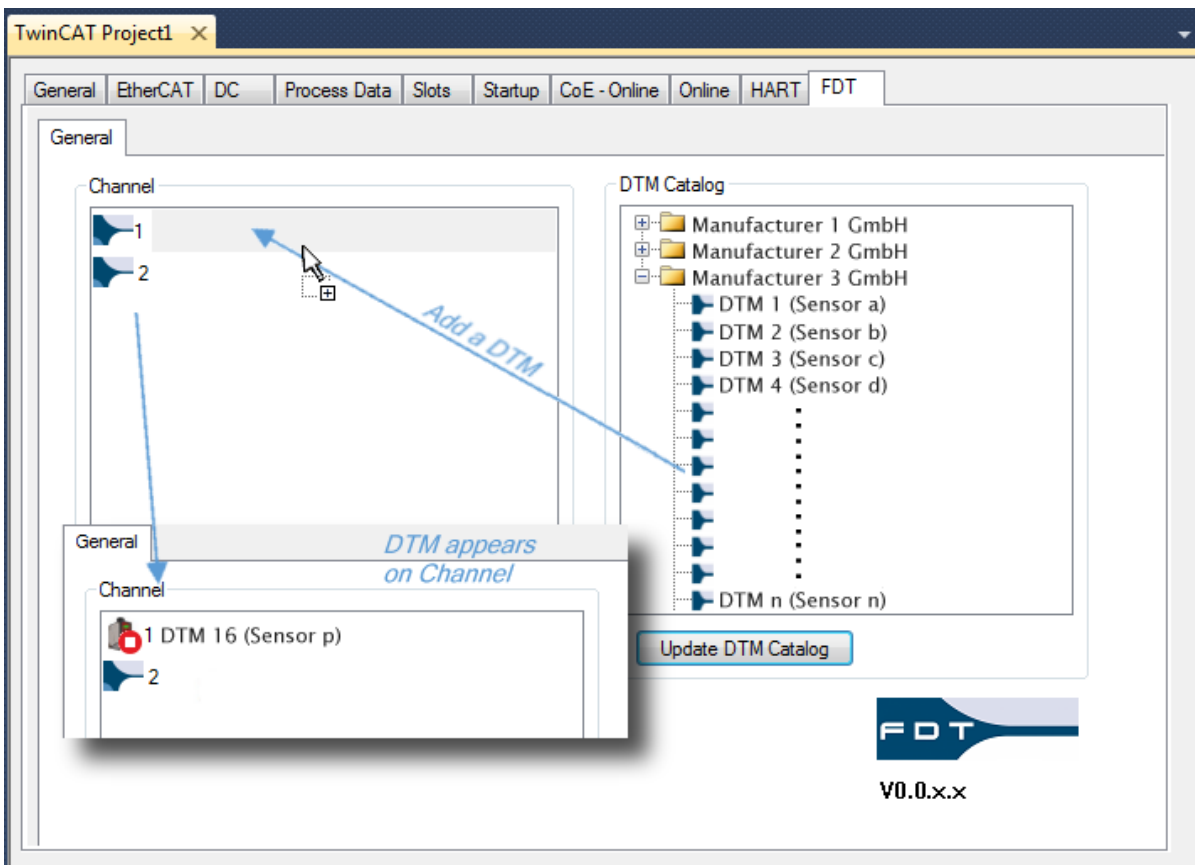 TwinCAT Project1
General EtherCAT DC Process Data Slots Startup CoE - Online Online HART FDT
General
Channel
1
2
Add a DTM
DTM Catalog
Manufacturer 1 GmbH
Manufacturer 2 GmbH
Manufacturer 3 GmbH
DTM 1 (Sensor a)
DTM 2 (Sensor b)
DTM 3 (Sensor c)
DTM 4 (Sensor d)
DTM n (Sensor n)
Update DTM Catalog
General
DTM appears
on Channel
Channel
1 DTM 16 (Sensor p)
2
FDT
V0.0.x.x